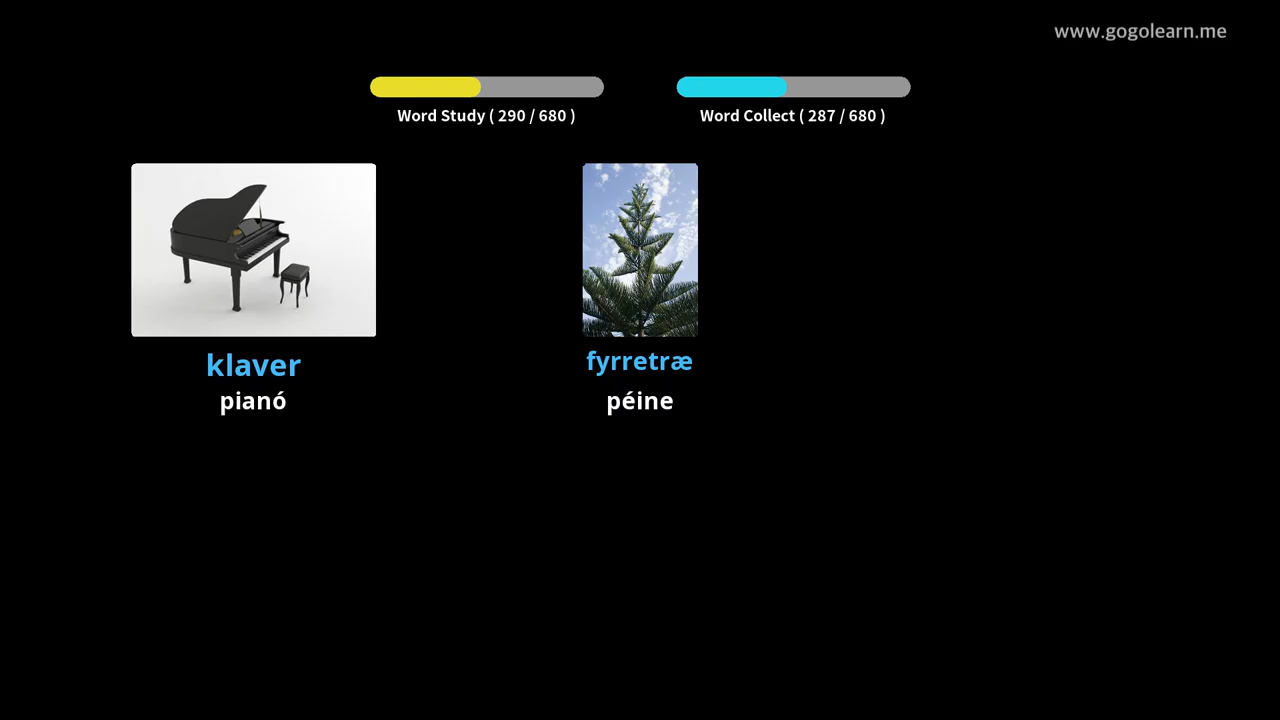 www.gogolearn.me
Word Study ( 290 / 680 )
Word Collect ( 287 / 680 )
klaver
pianó
fyrretræ
péine